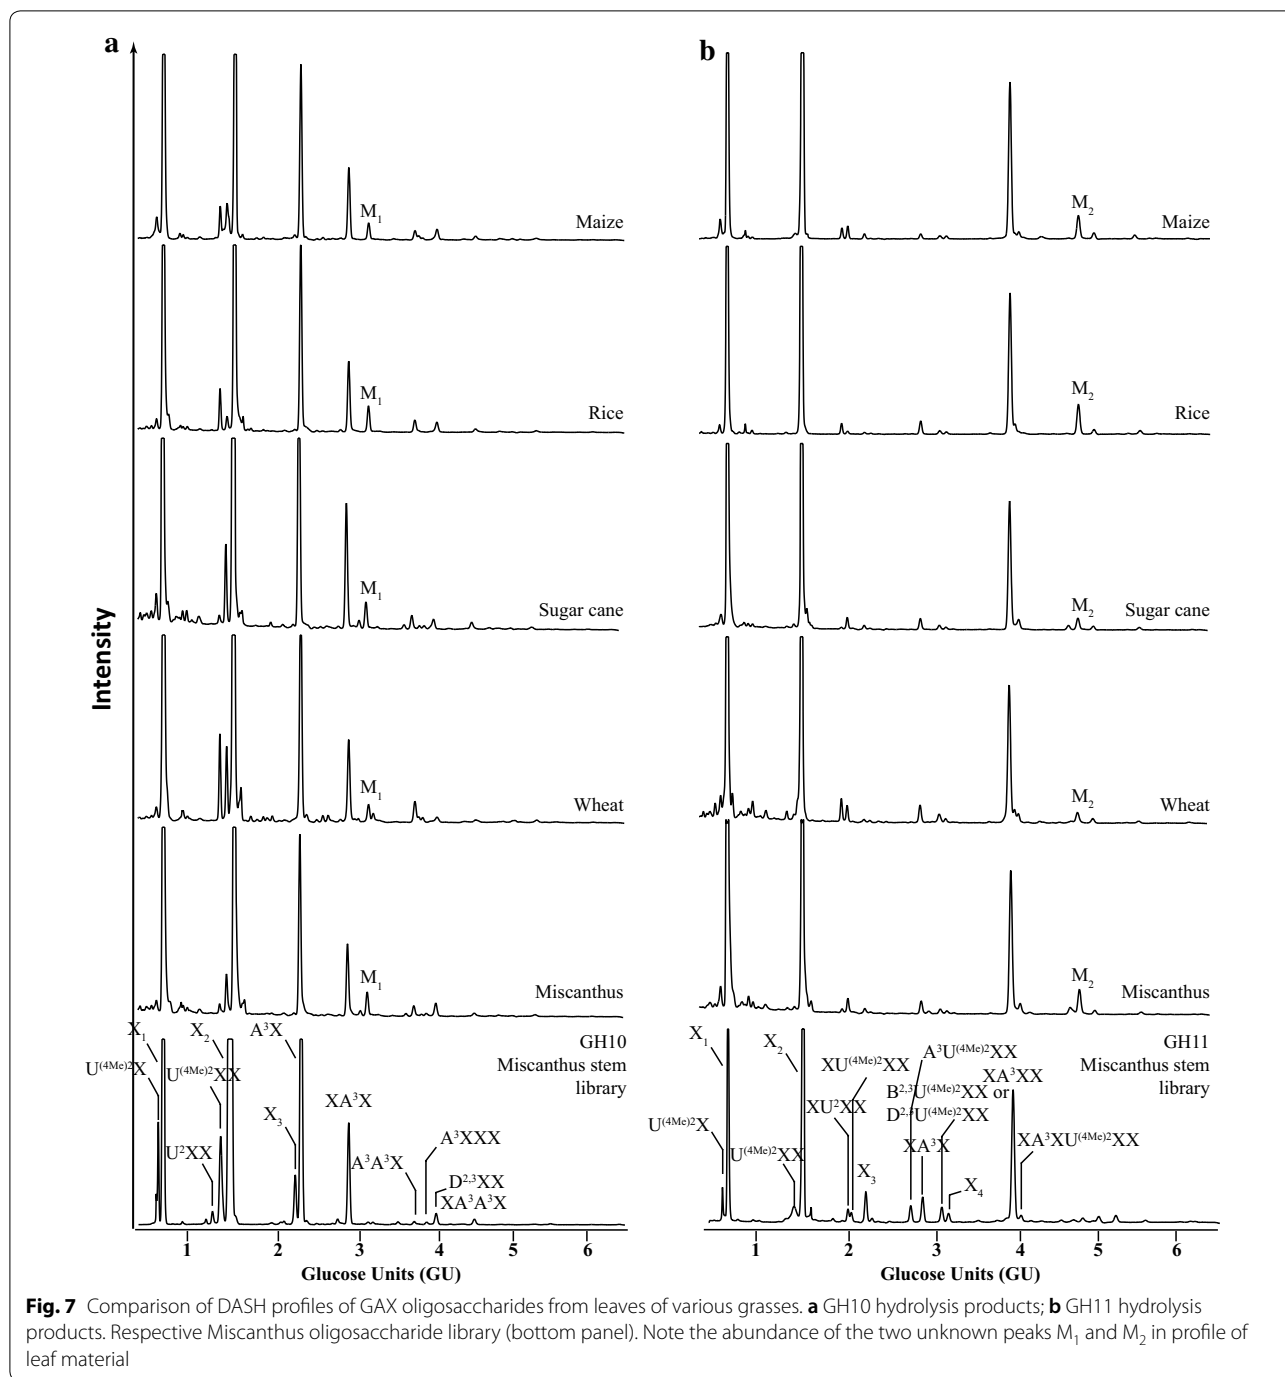 a
b
Intensity
M1
Maize
M2
Maize
M1
Rice
M2
Rice
M1
Sugar cane
M2
Sugar cane
M1
Wheat
M2
Wheat
M1
Miscanthus
M2
Miscanthus
X1
X2
A³X
GH10
Miscanthus stem
library
U(4Me)2X
U(4Me)2XX
U²XX
X3
XA³X
A³A³X
A³XXX
D2,3XX
XA³A³X
1 2 3 4 5 6
Glucose Units (GU)
X1
X2
XU(4Me)2XX
A³U(4Me)2XX
GH11
Miscanthus stem
library
B2,3U(4Me)2XX or
D2,3U(4Me)2XX
XA³XX
U(4Me)2X
XU²XX
U(4Me)2XX
X3
XA³X
X4
XA³XU(4Me)2XX
1 2 3 4 5 6
Glucose Units (GU)
Fig. 7 Comparison of DASH profiles of GAX oligosaccharides from leaves of various grasses. a GH10 hydrolysis products; b GH11 hydrolysis
products. Respective Miscanthus oligosaccharide library (bottom panel). Note the abundance of the two unknown peaks M1 and M2 in profile of
leaf material